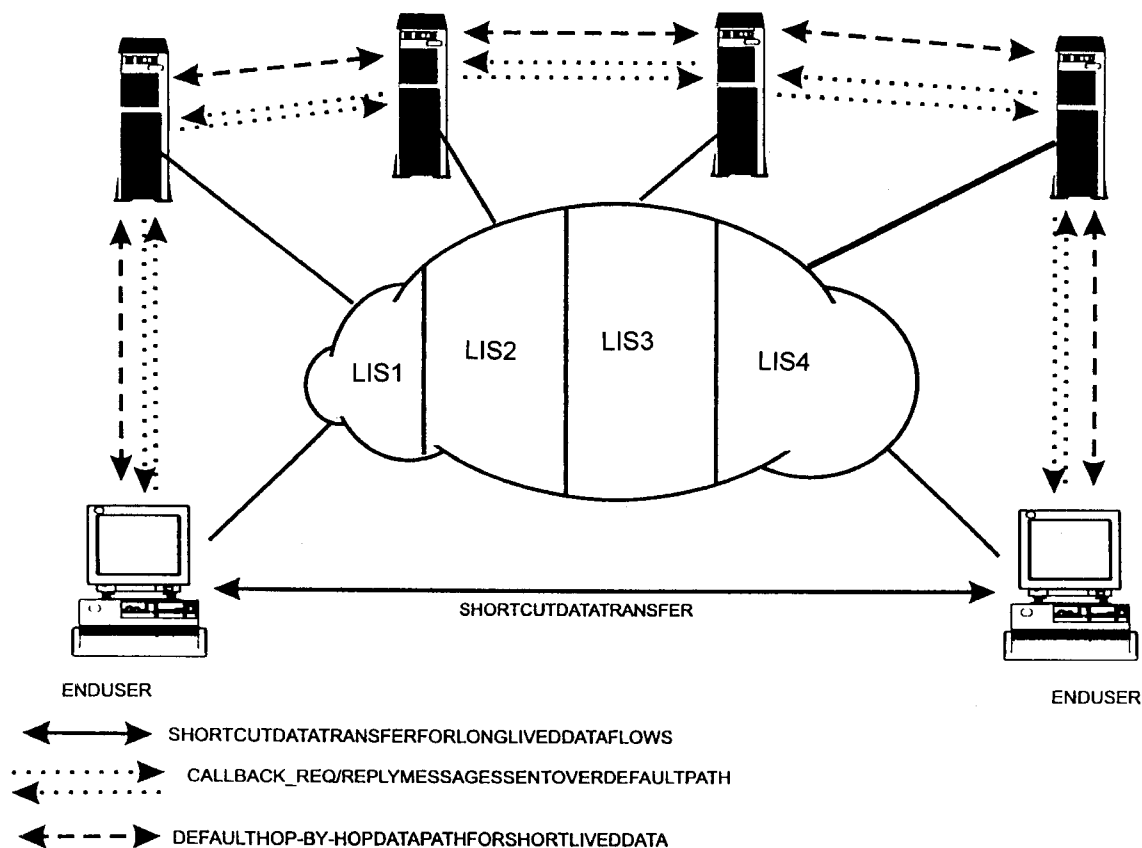 LIS1
LIS2
LIS3
LIS4
SHORTCUTDATATRANSFER
ENDUSER
ENDUSER
SHORTCUTDATATRANSFERFORLONGLIVEDDATAFLOWS
CALLBACK_REQ/REPLYMESSAGESSENTOVERDEFAULTPATH
DEFAULTHOP-BY-HOPDATAPATHFORSHORTLIVEDDATA